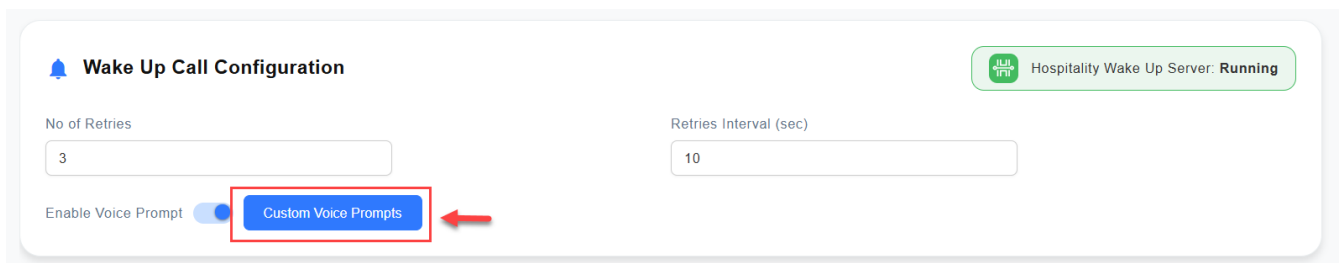 Wake Up Call Configuration
Hospitality Wake Up Server: Running
No of Retries
Retries Interval (sec)
3
10
Enable Voice Prompt
Custom Voice Prompts